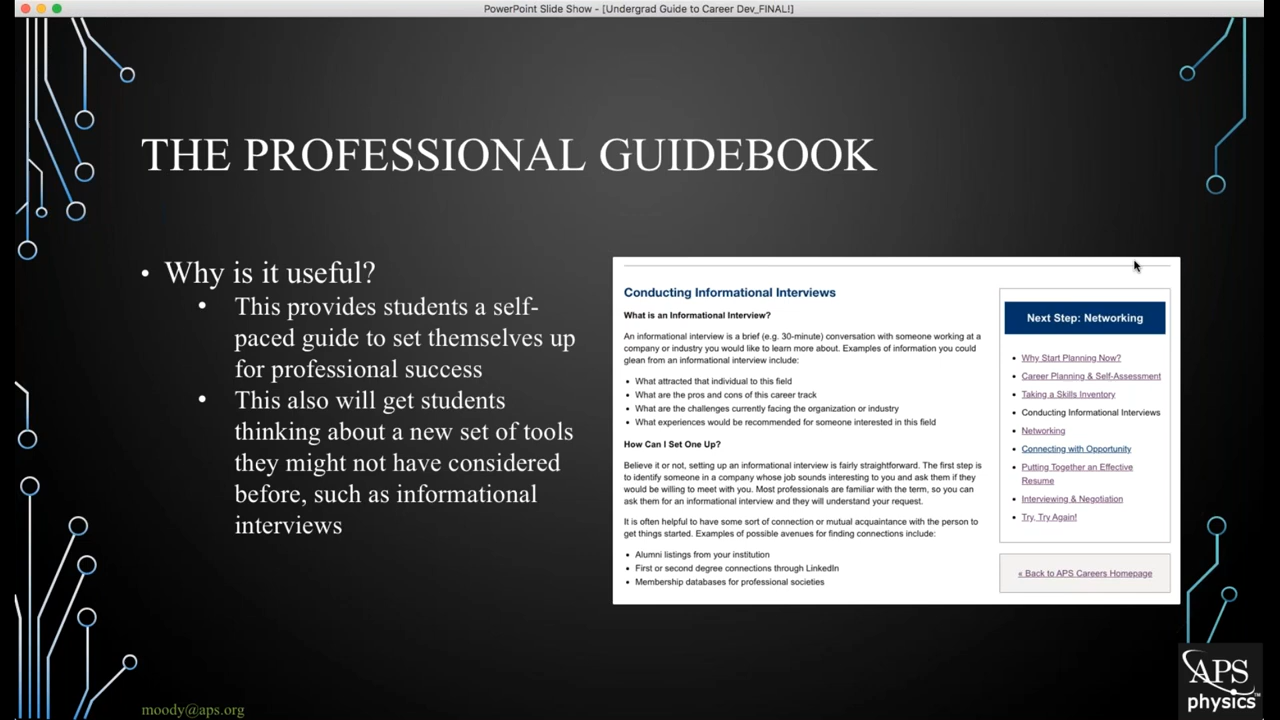 PowerPoint Slide Show - [Undergrad Guide to Career Dev_FINAL!]
THE PROFESSIONAL GUIDEBOOK
• Why is it useful?
• This provides students a self-
paced guide to set themselves up
for professional success
• This also will get students
thinking about a new set of tools
they might not have considered
before, such as informational
interviews
Conducting Informational Interviews
What is an Informational Interview?
An informational interview is a brief (e.g. 30-minute) conversation with someone working at a
company or industry you would like to learn more about. Examples of information you could
glean from an informational interview include:
• What attracted that individual to this field
• What are the pros and cons of this career track
• What are the challenges currently facing the organization or industry
• What experiences would be recommended for someone interested in this field
How Can I Set One Up?
Believe it or not, setting up an informational interview is fairly straightforward. The first step is
to identify someone in a company whose job sounds interesting to you and ask them if they
would be willing to meet with you. Most professionals are familiar with the term, so you can
ask them for an informational interview and they will understand your request.
It is often helpful to have some sort of connection or mutual acquaintance with the person to
get things started. Examples of possible avenues for finding connections include:
• Alumni listings from your institution
• First or second degree connections through LinkedIn
• Membership databases for professional societies
Next Step: Networking
• Why Start Planning Now?
• Career Planning & Self-Assessment
• Taking a Skills Inventory
• Conducting Informational Interviews
• Networking
• Connecting with Opportunity
• Putting Together an Effective
Resume
• Interviewing & Negotiation
• Try, Try Again!
« Back to APS Careers Homepage
moody@aps.org
APS
physics